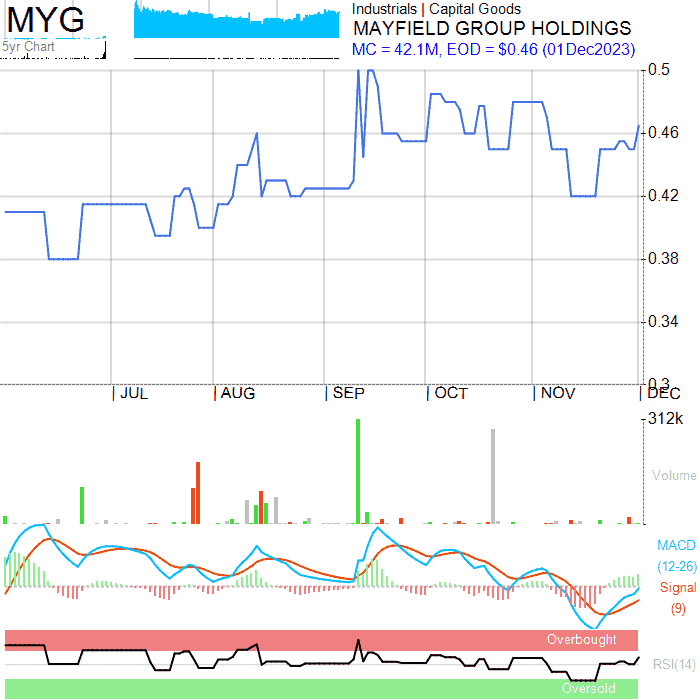 MYG
5yr Chart
Industrials | Capital Goods
MAYFIELD GROUP HOLDINGS
MC = 42.1M, EOD = $0.46 (01Dec2023)
0.5
0.46
0.42
0.38
0.34
0.3
| JUL | AUG | SEP | OCT | NOV | DEC
312k
Volume
MACD
(12-26)
Signal
(9)
Overbought
RSI(14)
Oversold